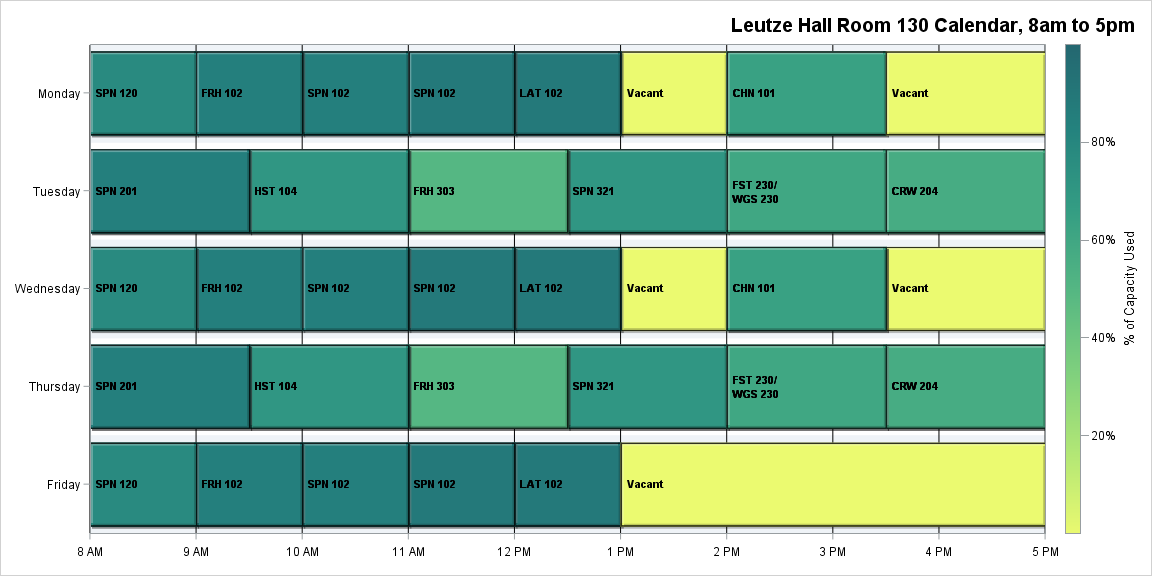 Leutze Hall Room 130 Calendar, 8am to 5pm
Monday
SPN 120
FRH 102
SPN 102
SPN 102
LAT 102
Vacant
CHN 101
Vacant
Tuesday
SPN 201
HST 104
FRH 303
SPN 321
FST 230/
WGS 230
CRW 204
Wednesday
SPN 120
FRH 102
SPN 102
SPN 102
LAT 102
Vacant
CHN 101
Vacant
Thursday
SPN 201
HST 104
FRH 303
SPN 321
FST 230/
WGS 230
CRW 204
Friday
SPN 120
FRH 102
SPN 102
SPN 102
LAT 102
Vacant
8 AM
9 AM
10 AM
11 AM
12 PM
1 PM
2 PM
3 PM
4 PM
5 PM
80%
60%
40%
20%
% of Capacity Used